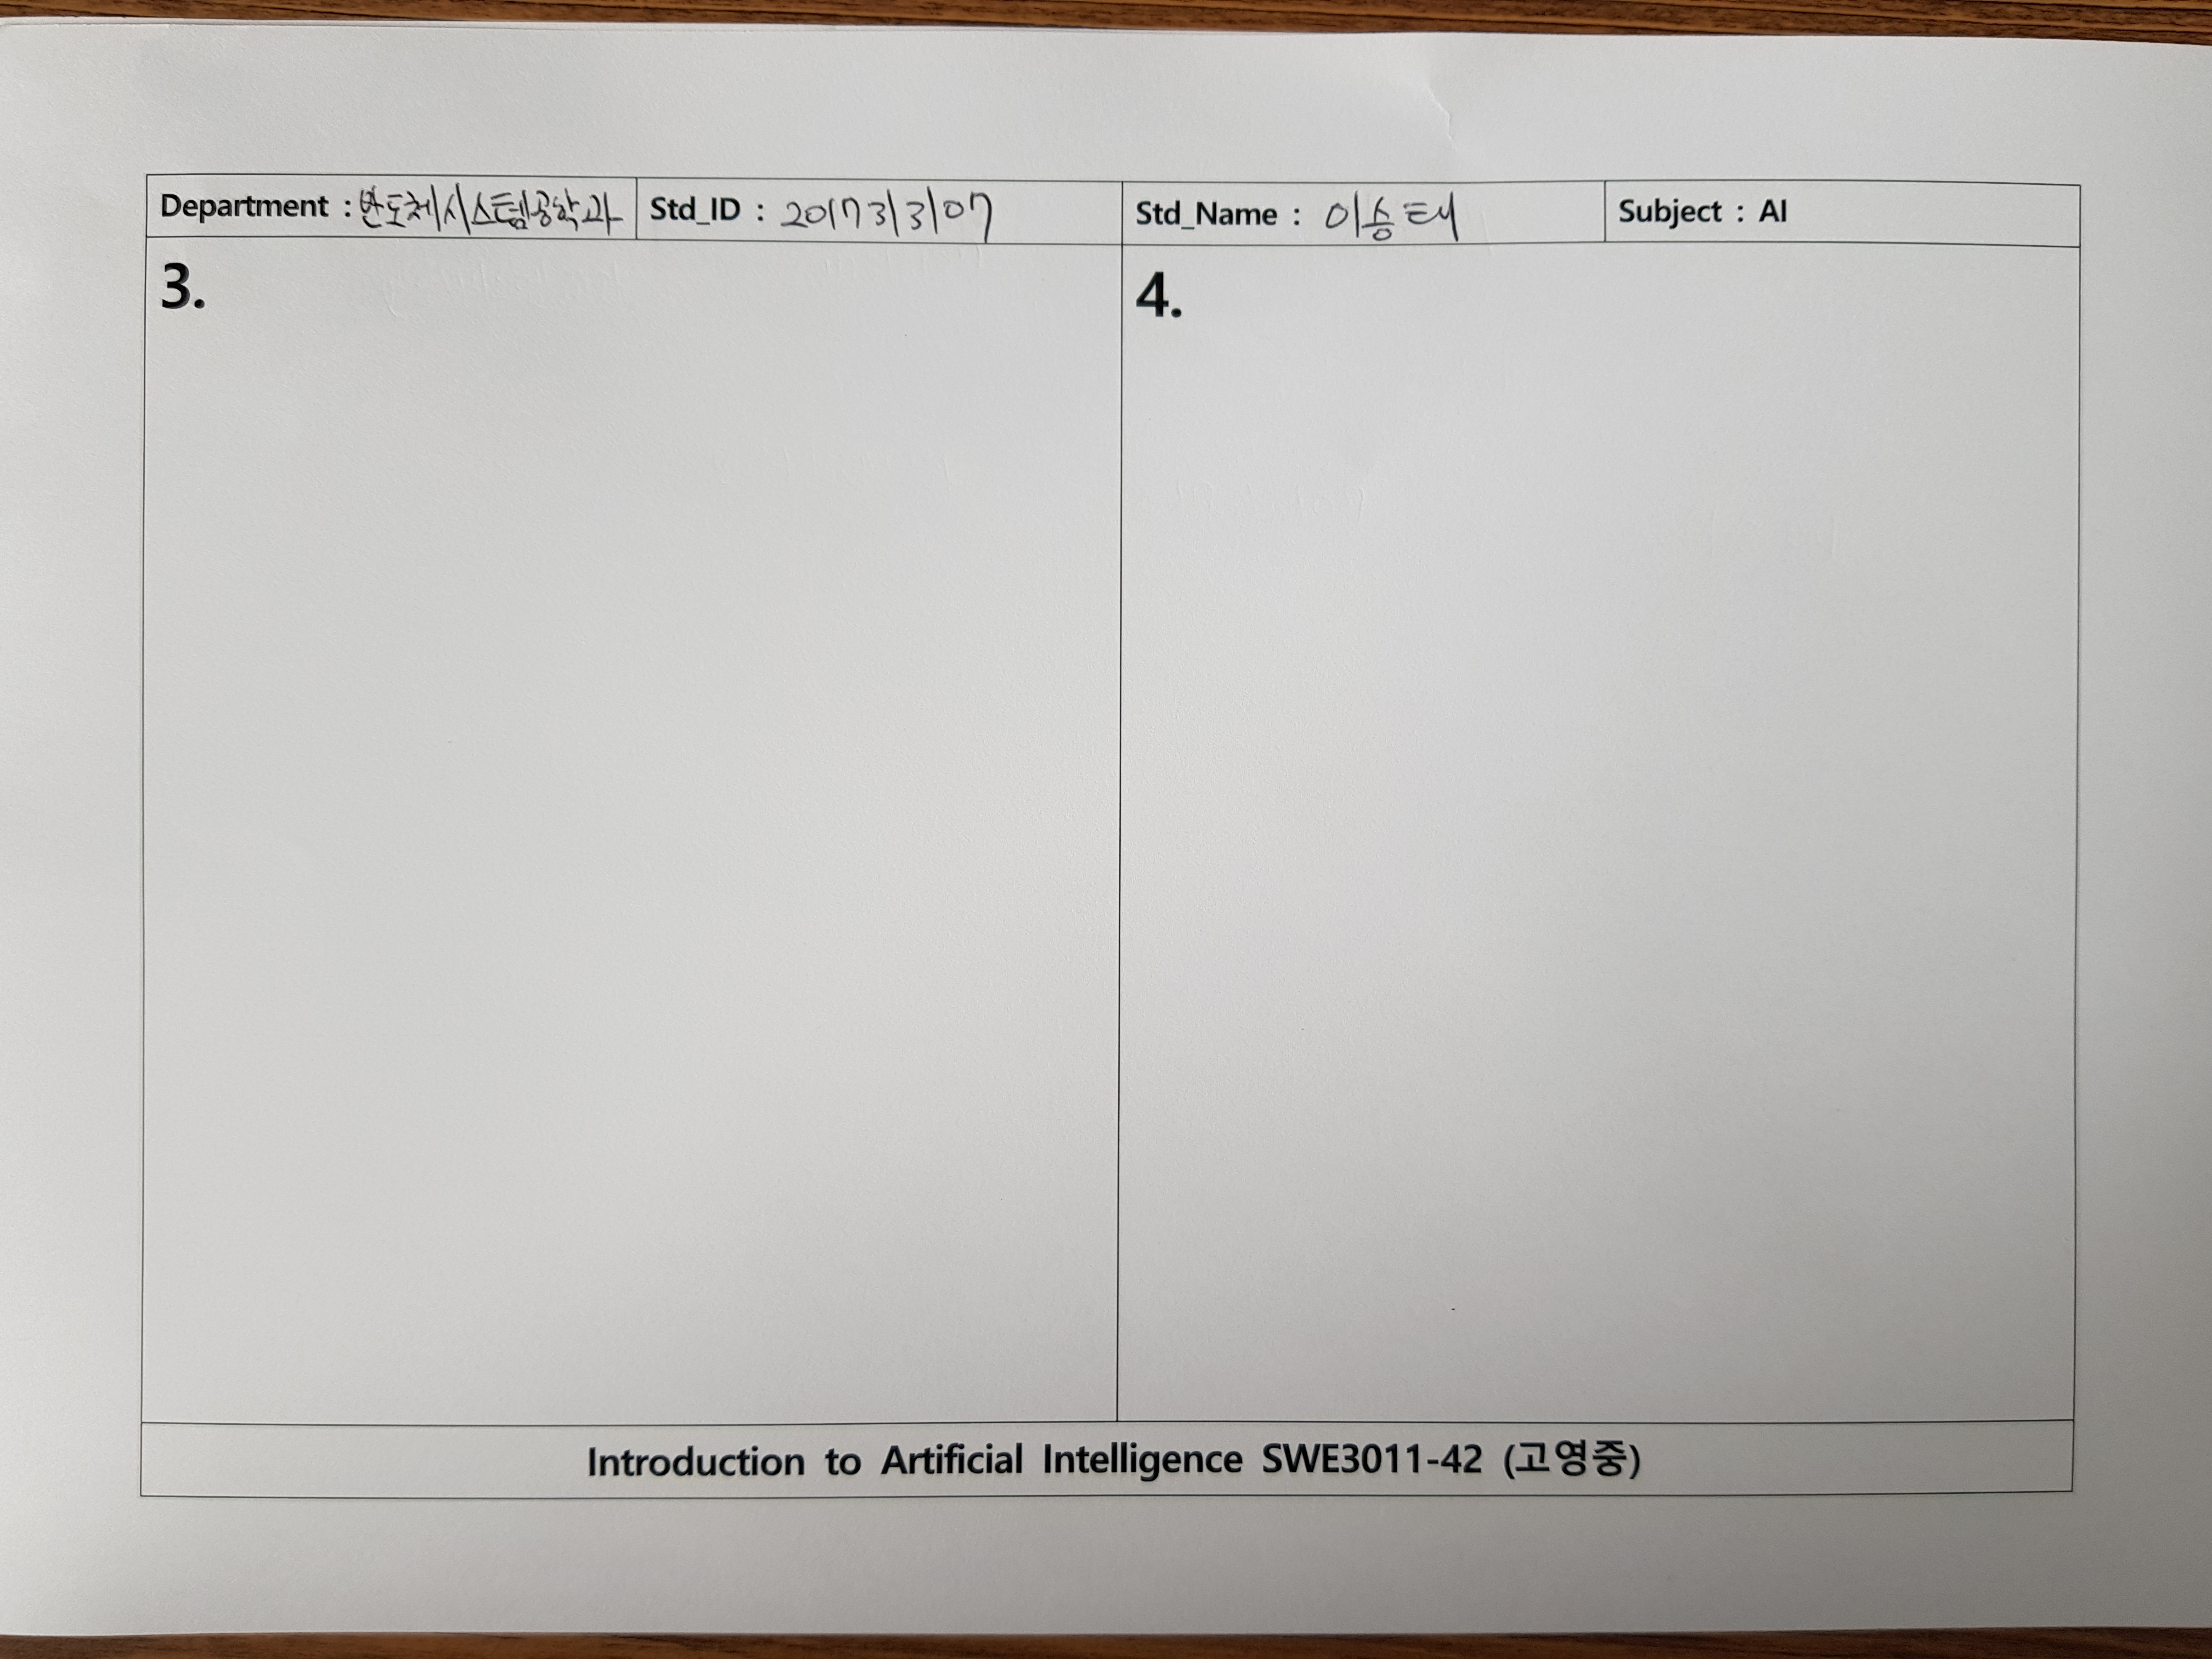 Department : 반도체시스템공학과 Std_ID : 2017313107 Std_Name : 이승태 Subject : AI
3. 4.
Introduction to Artificial Intelligence SWE3011-42 (고영중)